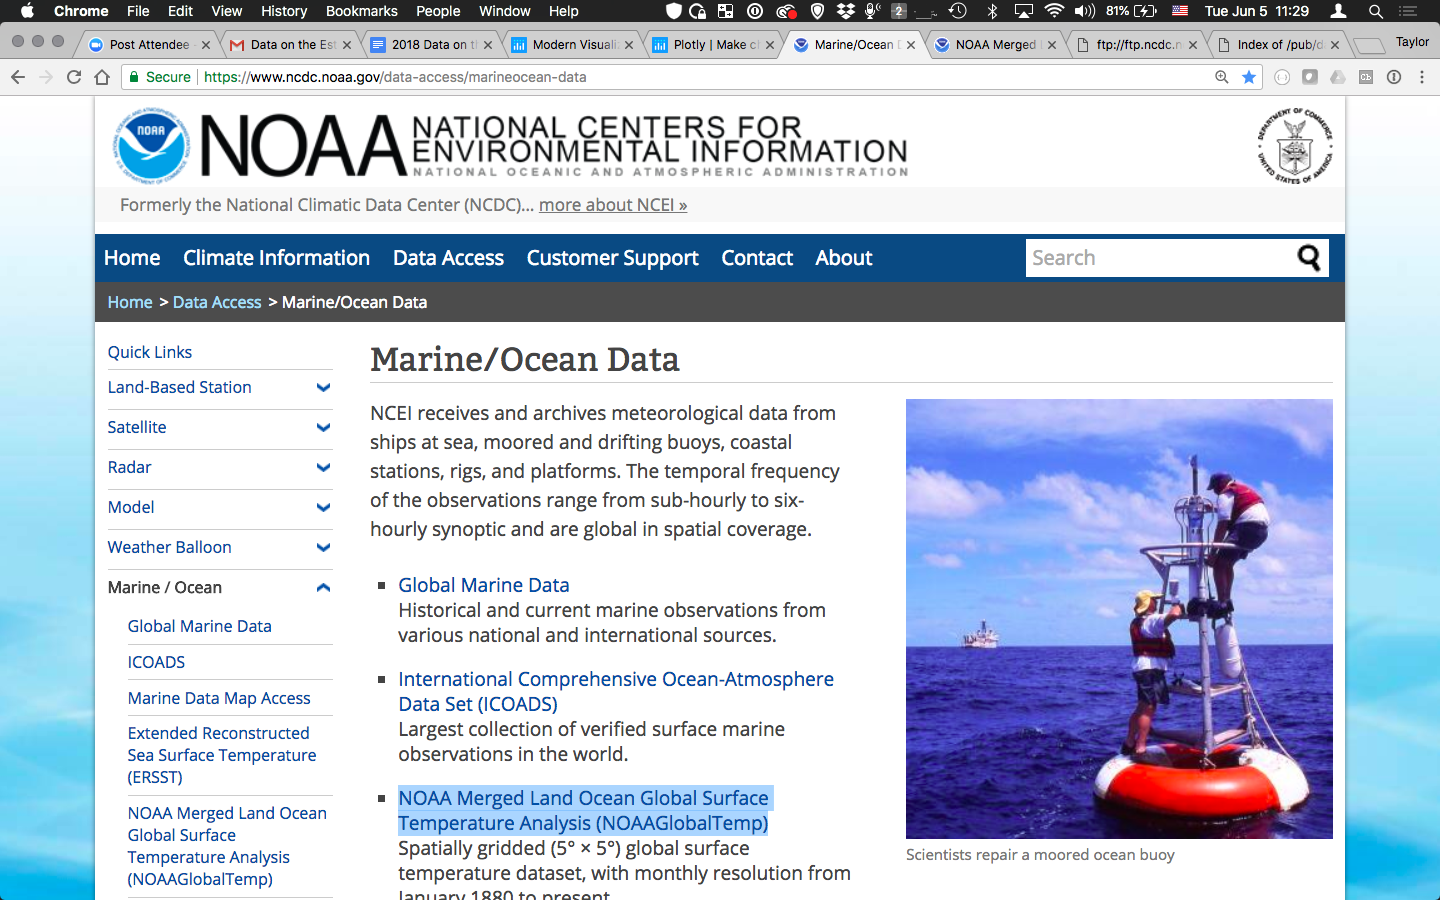 Chrome File Edit View History Bookmarks People Window Help 2 81% Tue Jun 5 11:29
Post Attendee - Data on the Est 2018 Data on t Modern Visualiz Plotly | Make c Marine/Ocean D NOAA Merged ftp://ftp.ncdc.n Index of /pub/d Taylor
Secure https://www.ncdc.noaa.gov/data-access/marineocean-data
NOAA
NOAA
NATIONAL CENTERS FOR
ENVIRONMENTAL INFORMATION
NATIONAL OCEANIC AND ATMOSPHERIC ADMINISTRATION
DEPARTMENT OF COMMERCE
UNITED STATES OF AMERICA
Formerly the National Climatic Data Center (NCDC)... more about NCEI »
Home Climate Information Data Access Customer Support Contact About Search
Home > Data Access > Marine/Ocean Data
Quick Links
Land-Based Station
Satellite
Radar
Model
Weather Balloon
Marine / Ocean
Global Marine Data
ICOADS
Marine Data Map Access
Extended Reconstructed
Sea Surface Temperature
(ERSST)
NOAA Merged Land Ocean
Global Surface
Temperature Analysis
(NOAAGlobalTemp)
Marine/Ocean Data
NCEI receives and archives meteorological data from
ships at sea, moored and drifting buoys, coastal
stations, rigs, and platforms. The temporal frequency
of the observations range from sub-hourly to six-
hourly synoptic and are global in spatial coverage.
Global Marine Data
Historical and current marine observations from
various national and international sources.
International Comprehensive Ocean-Atmosphere
Data Set (ICOADS)
Largest collection of verified surface marine
observations in the world.
NOAA Merged Land Ocean Global Surface
Temperature Analysis (NOAAGlobalTemp)
Spatially gridded (5° × 5°) global surface
temperature dataset, with monthly resolution from
January 1880 to present
Scientists repair a moored ocean buoy